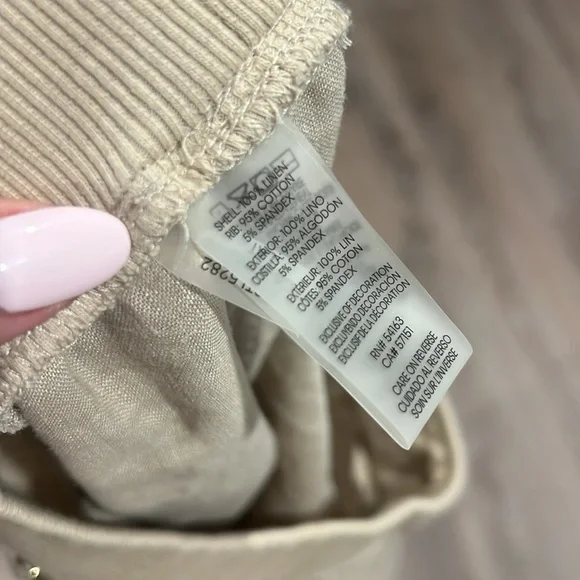 SHELL: 100% LINEN
RIB: 95% COTTON
5% SPANDEX
EXTERIOR: 100% LINO
COSTILLA: 95% ALGODON
5% SPANDEX
EXTÉRIEUR: 100% LIN
CÔTES: 95% COTON
5% SPANDEX
EXCLUSIVE OF DECORATION
EXCLUYENDO DECORACIÓN
EXCLUSIF DE LA DÉCORATION
RN# 54163
CA# 57151
CARE ON REVERSE
CUIDADO AL REVERSO
SOIN SUR L'INVERSE